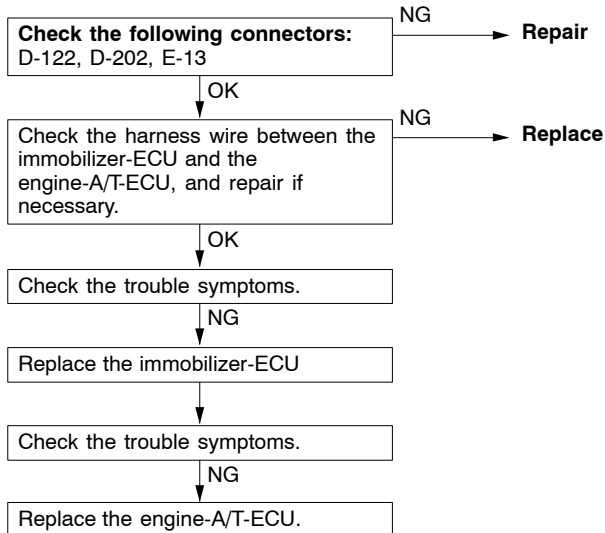 Check the following connectors:
D-122, D-202, E-13
NG
Repair
OK
Check the harness wire between the
immobilizer-ECU and the
engine-A/T-ECU, and repair if
necessary.
NG
Replace
OK
Check the trouble symptoms.
NG
Replace the immobilizer-ECU
Check the trouble symptoms.
NG
Replace the engine-A/T-ECU.